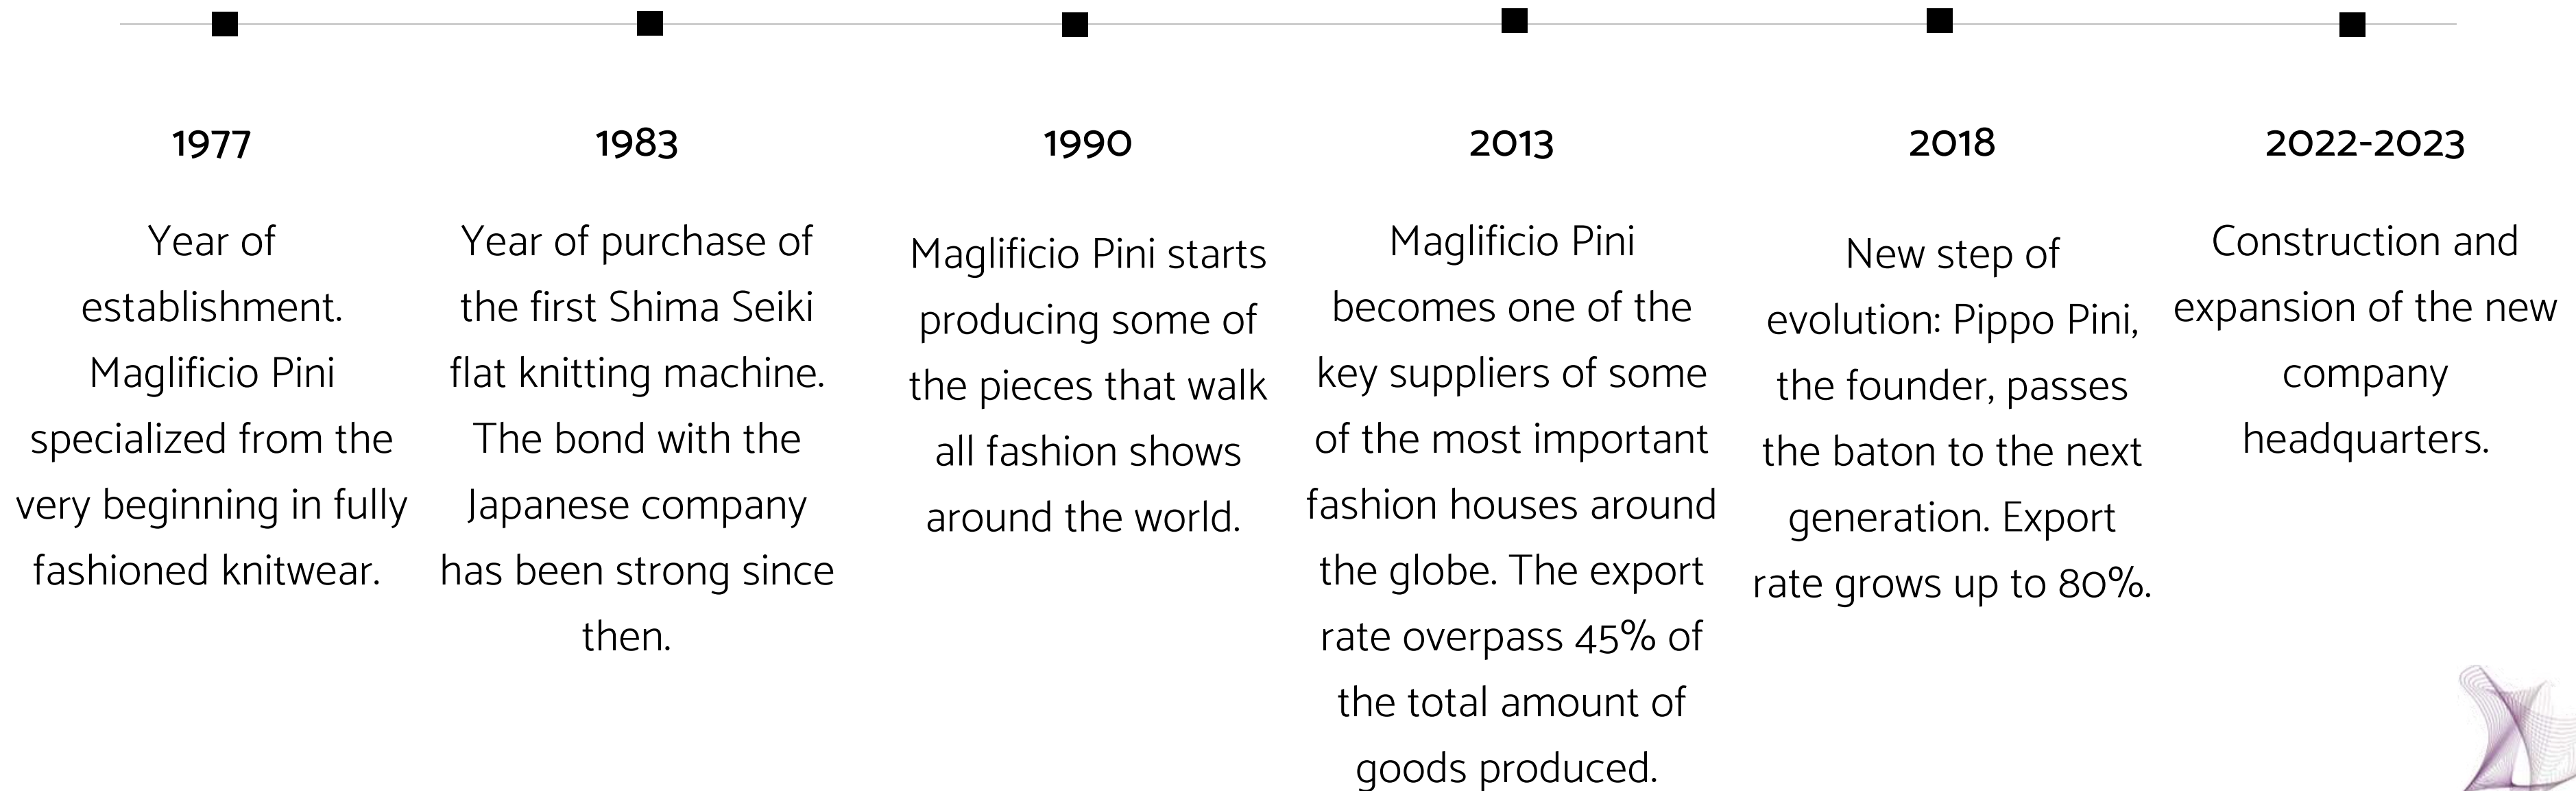 1977
Year of
establishment.
Maglificio Pini
specialized from the
very beginning in fully
fashioned knitwear.
1983
Year of purchase of
the first Shima Seiki
flat knitting machine.
The bond with the
Japanese company
has been strong since
then.
1990
Maglificio Pini starts
producing some of
the pieces that walk
all fashion shows
around the world.
2013
Maglificio Pini
becomes one of the
key suppliers of some
of the most important
fashion houses around
the globe. The export
rate overpass 45% of
the total amount of
goods produced.
2018
New step of
evolution: Pippo Pini,
the founder, passes
the baton to the next
generation. Export
rate grows up to 80%.
2022-2023
Construction and
expansion of the new
company
headquarters.